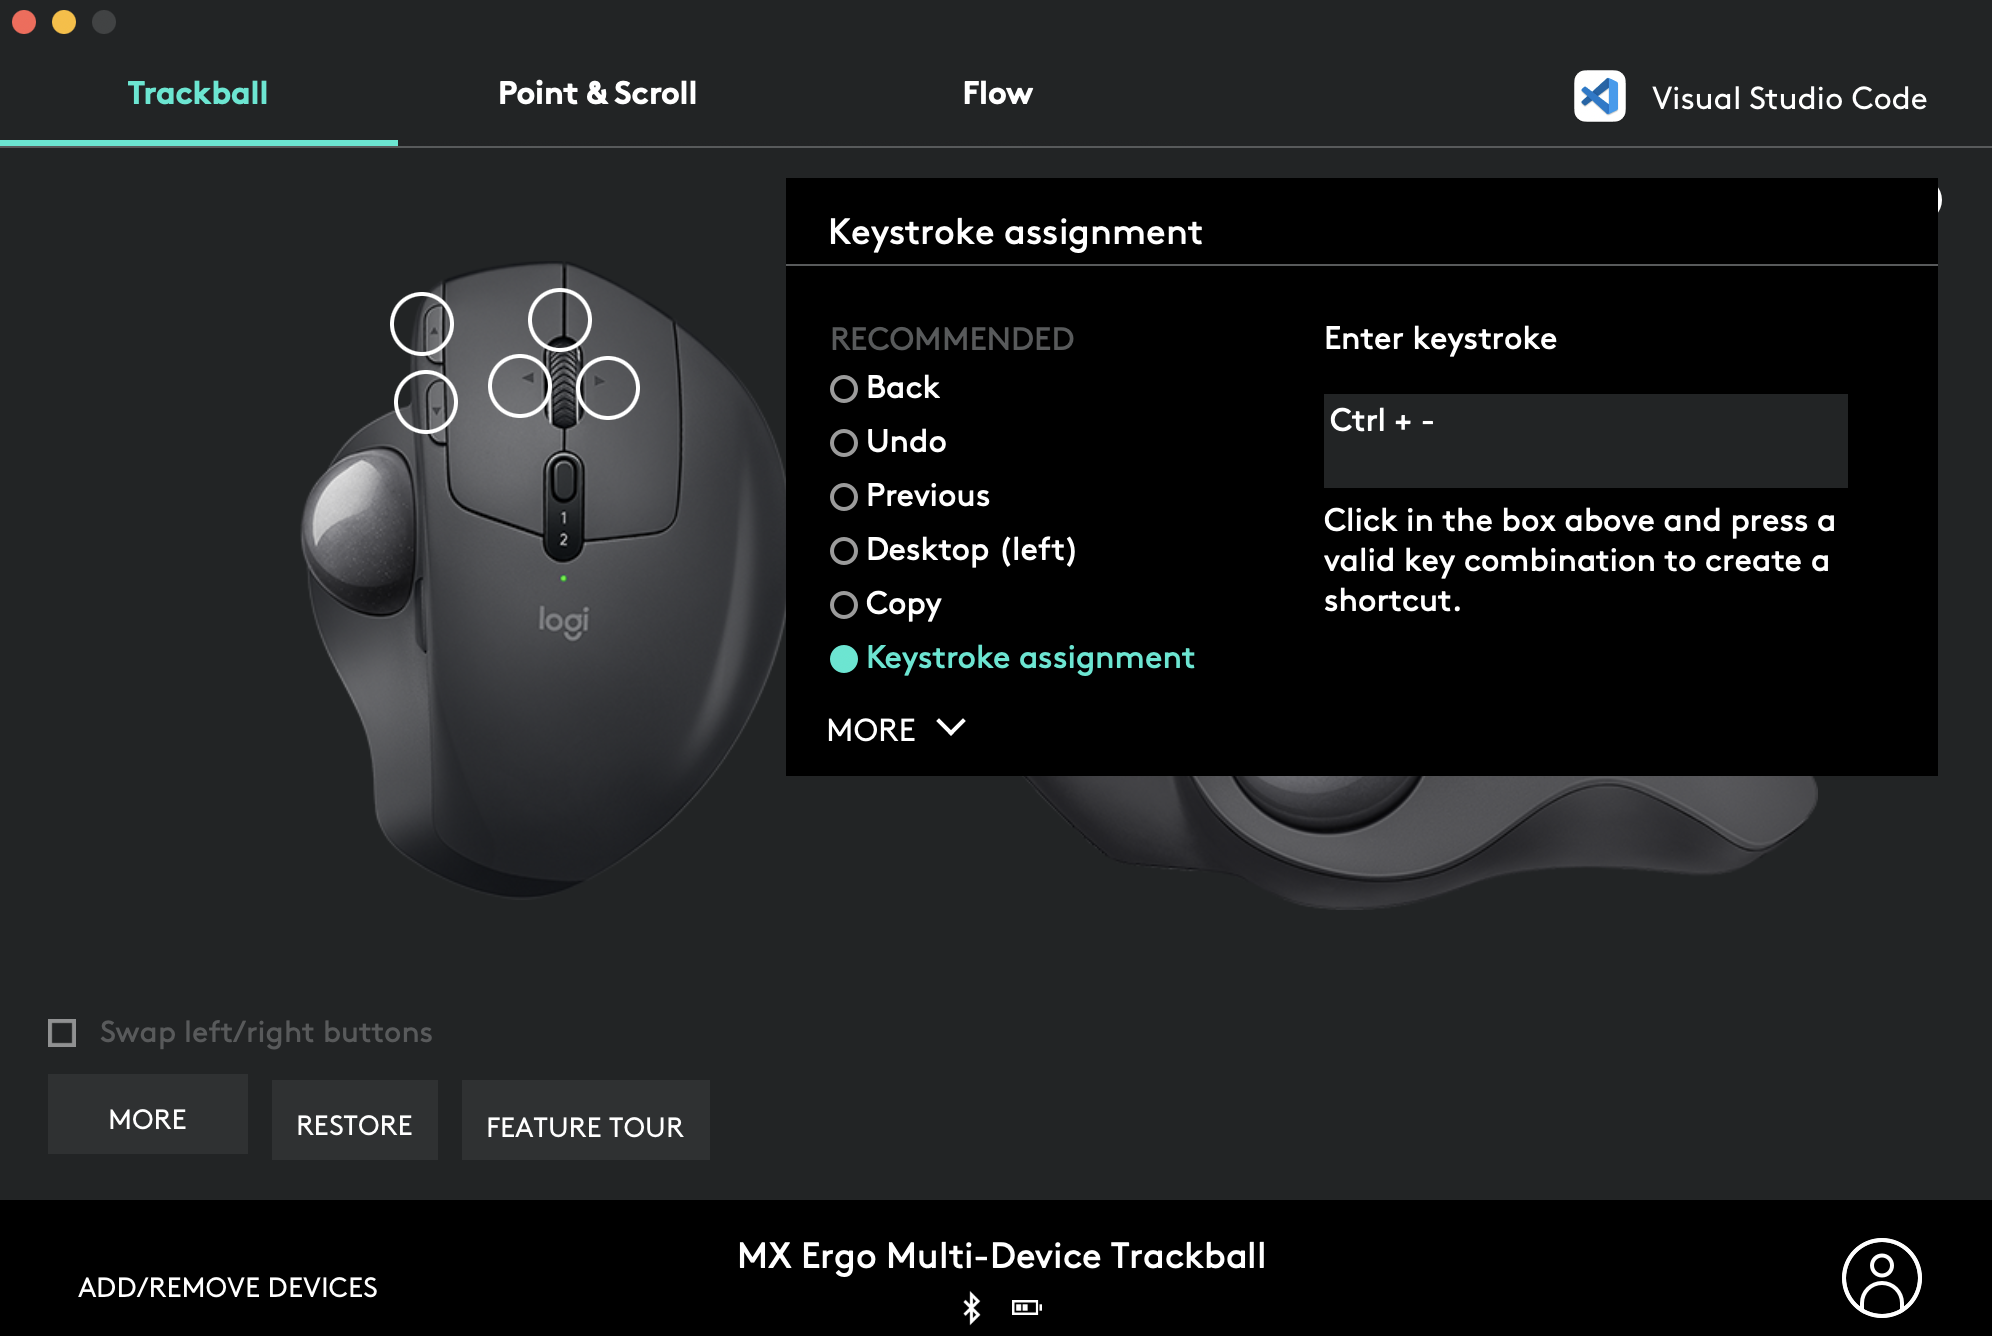 Trackball
Point & Scroll
Flow
Visual Studio Code
Keystroke assignment
RECOMMENDED
Back
Undo
Previous
Desktop (left)
Copy
Keystroke assignment
MORE
Enter keystroke
Ctrl + -
Click in the box above and press a
valid key combination to create a
shortcut.
1
2
logi
Swap left/right buttons
MORE
RESTORE
FEATURE TOUR
ADD/REMOVE DEVICES
MX Ergo Multi-Device Trackball